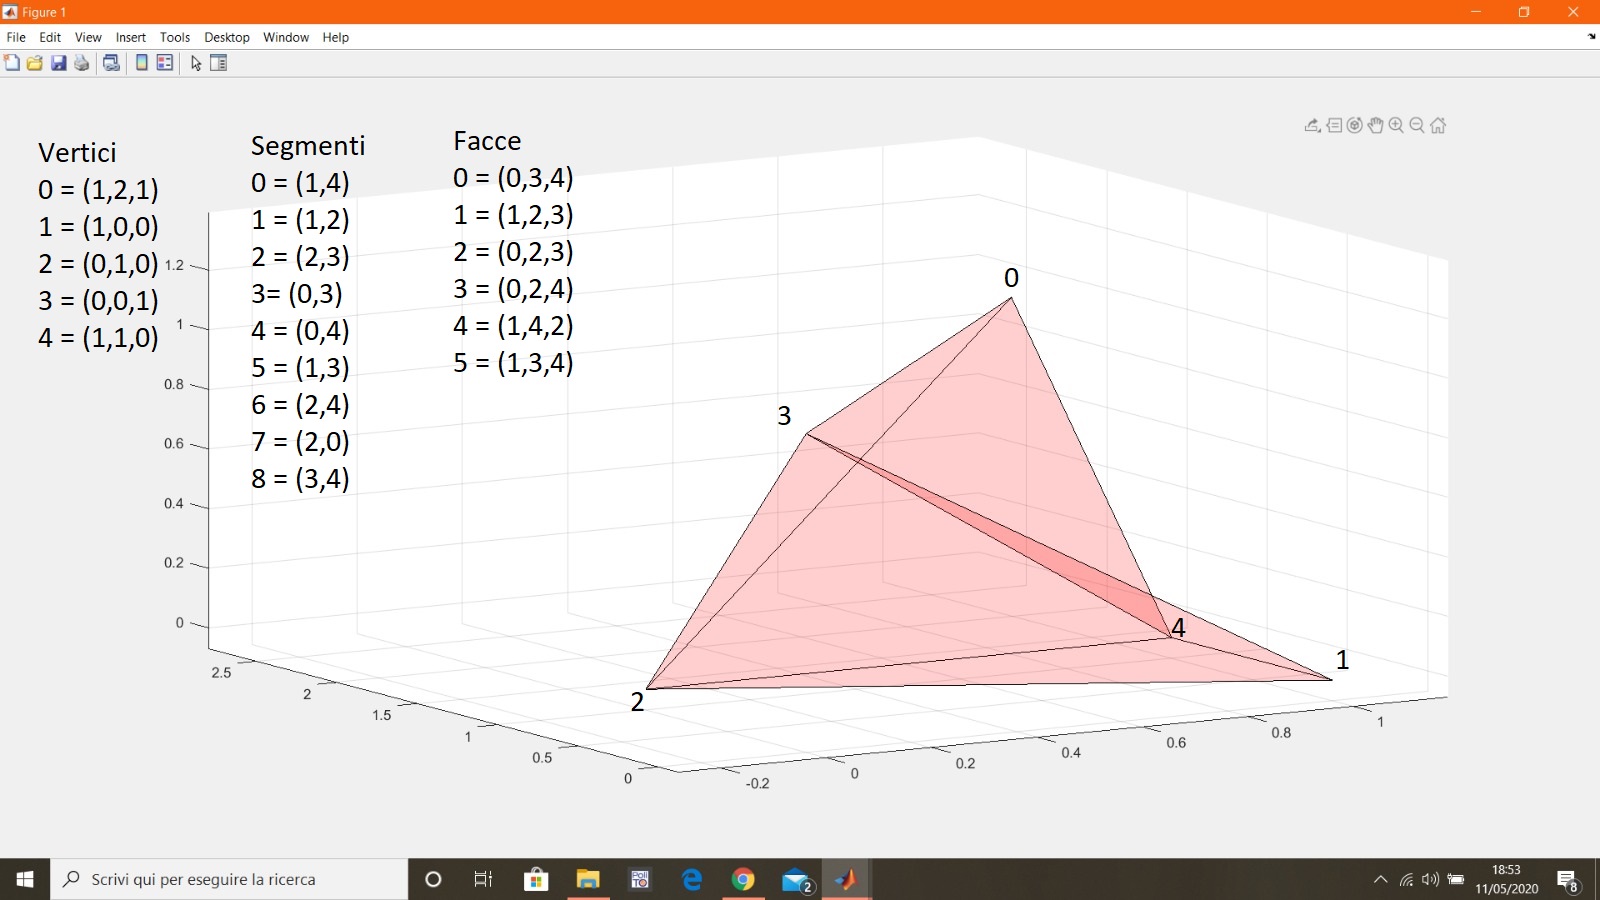 Figure 1
File Edit View Insert Tools Desktop Window Help
Vertici
0 = (1,2,1)
1 = (1,0,0)
2 = (0,1,0)
3 = (0,0,1)
4 = (1,1,0)
Segmenti
0 = (1,4)
1 = (1,2)
2 = (2,3)
3= (0,3)
4 = (0,4)
5 = (1,3)
6 = (2,4)
7 = (2,0)
8 = (3,4)
Facce
0 = (0,3,4)
1 = (1,2,3)
2 = (0,2,3)
3 = (0,2,4)
4 = (1,4,2)
5 = (1,3,4)
1.2
1
0.8
0.6
0.4
0.2
0
2.5
2
1.5
1
0.5
0
-0.2
0
0.2
0.4
0.6
0.8
1
0
3
4
1
2
Scrivi qui per eseguire la ricerca
Poli
TO
2
18:53
11/05/2020
8